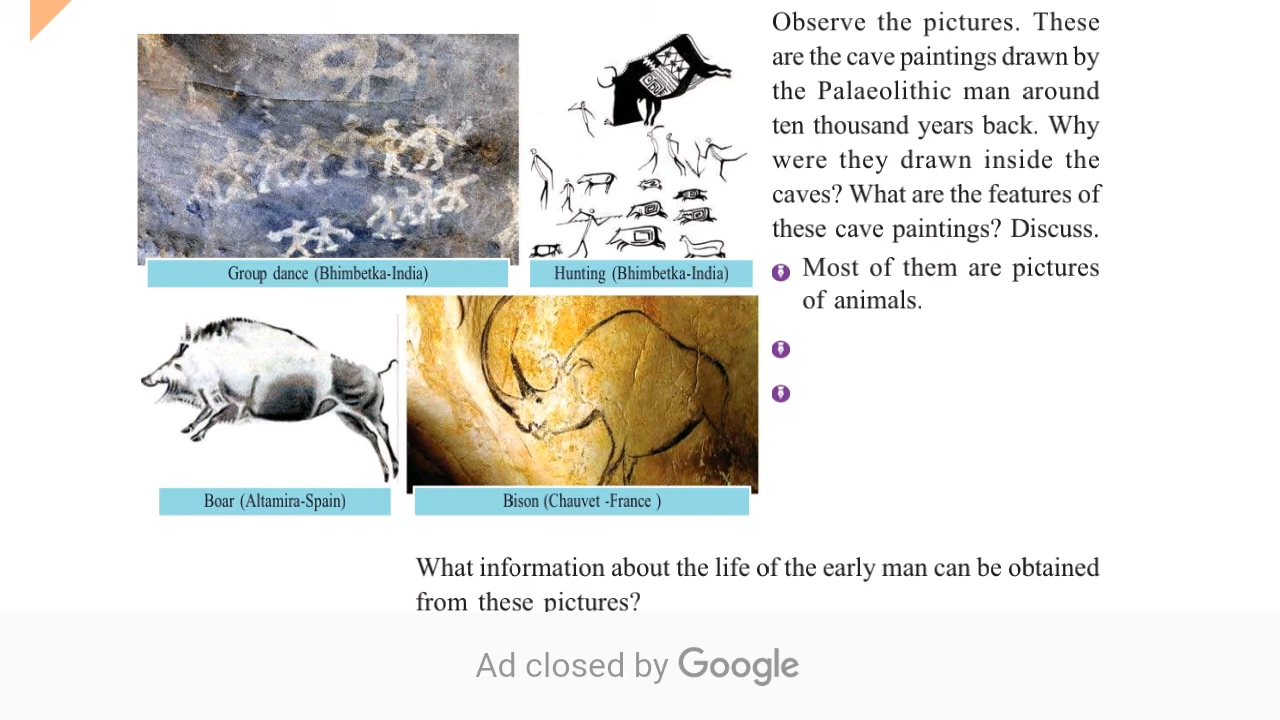 Observe the pictures. These
are the cave paintings drawn by
the Palaeolithic man around
ten thousand years back. Why
were they drawn inside the
caves? What are the features of
these cave paintings? Discuss.
Most of them are pictures
of animals.
Group dance (Bhimbetka-India)
Hunting (Bhimbetka-India)
Boar (Altamira-Spain)
Bison (Chauvet -France )
What information about the life of the early man can be obtained
from these pictures?
Ad closed by Google